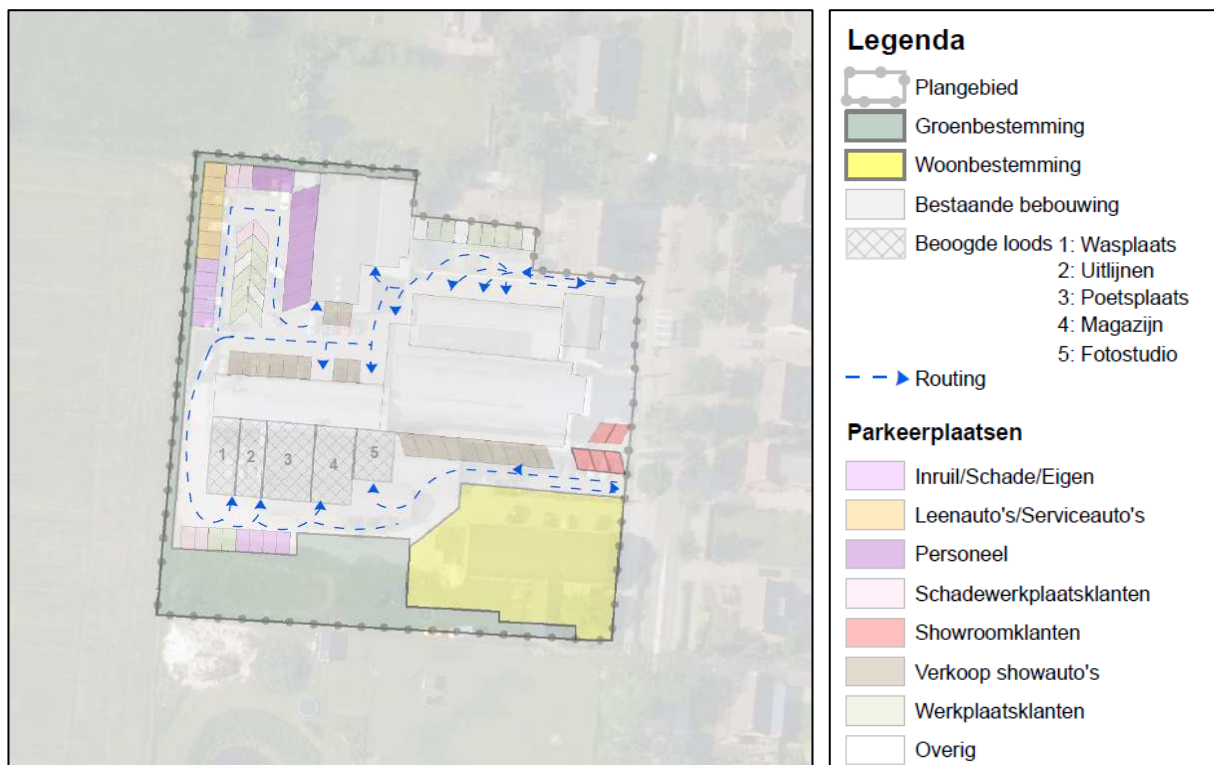 1
2
3
4
5
Legenda
Plangebied
Groenbestemming
Woonbestemming
Bestaande bebouwing
Beoogde loods 1: Wasplaats
2: Uitlijnen
3: Poetsplaats
4: Magazijn
5: Fotostudio
Routing
Parkeerplaatsen
Inruil/Schade/Eigen
Leenauto's/Serviceauto's
Personeel
Schadewerkplaatsklanten
Showroomklanten
Verkoop showauto's
Werkplaatsklanten
Overig